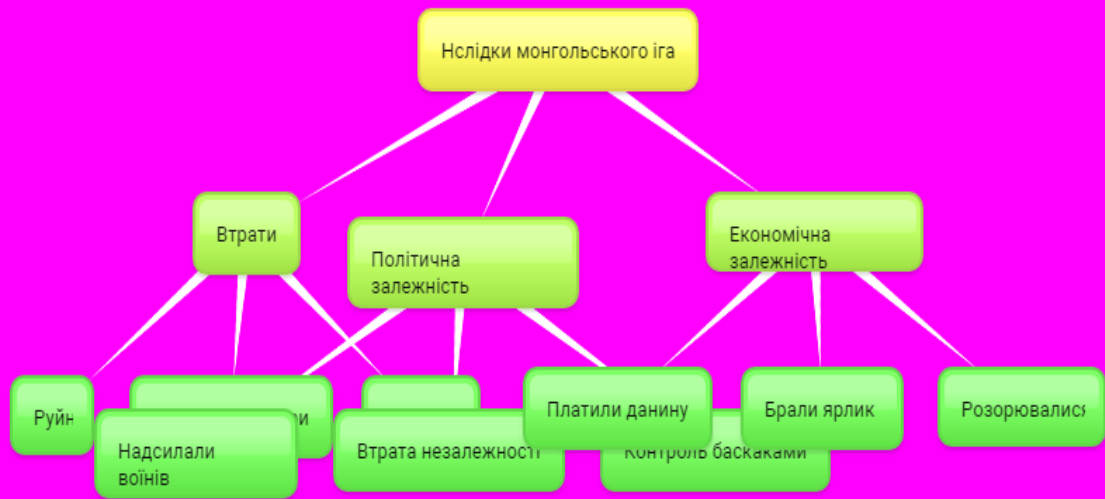 Нслідки монгольського іга
Втрати
Політична
залежність
Економічна
залежність
Руйн
Надсилали
воїнів
Втрата незалежності
Платили данину
Контроль баскаками
Брали ярлик
Розорювалися